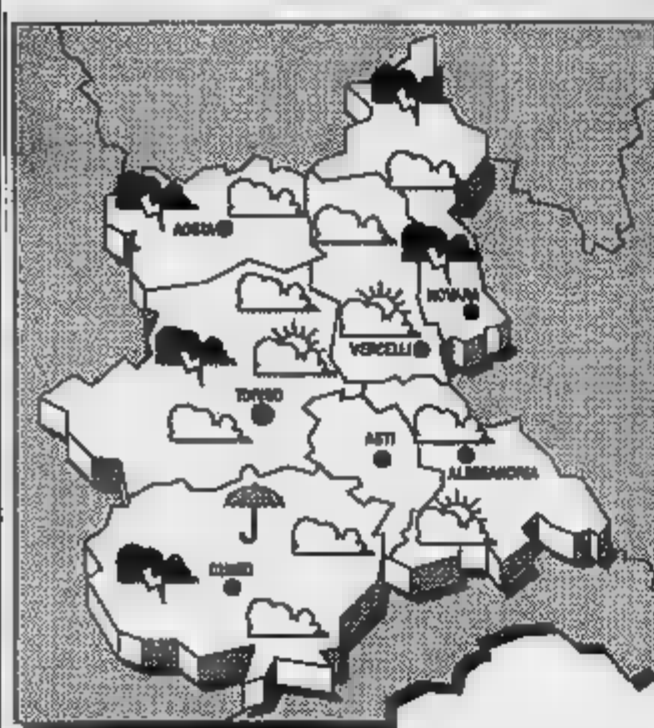 AOSTA
NOVARA
VERCELLI
TORINO
ASTI
ALESSANDRIA
CUNEO